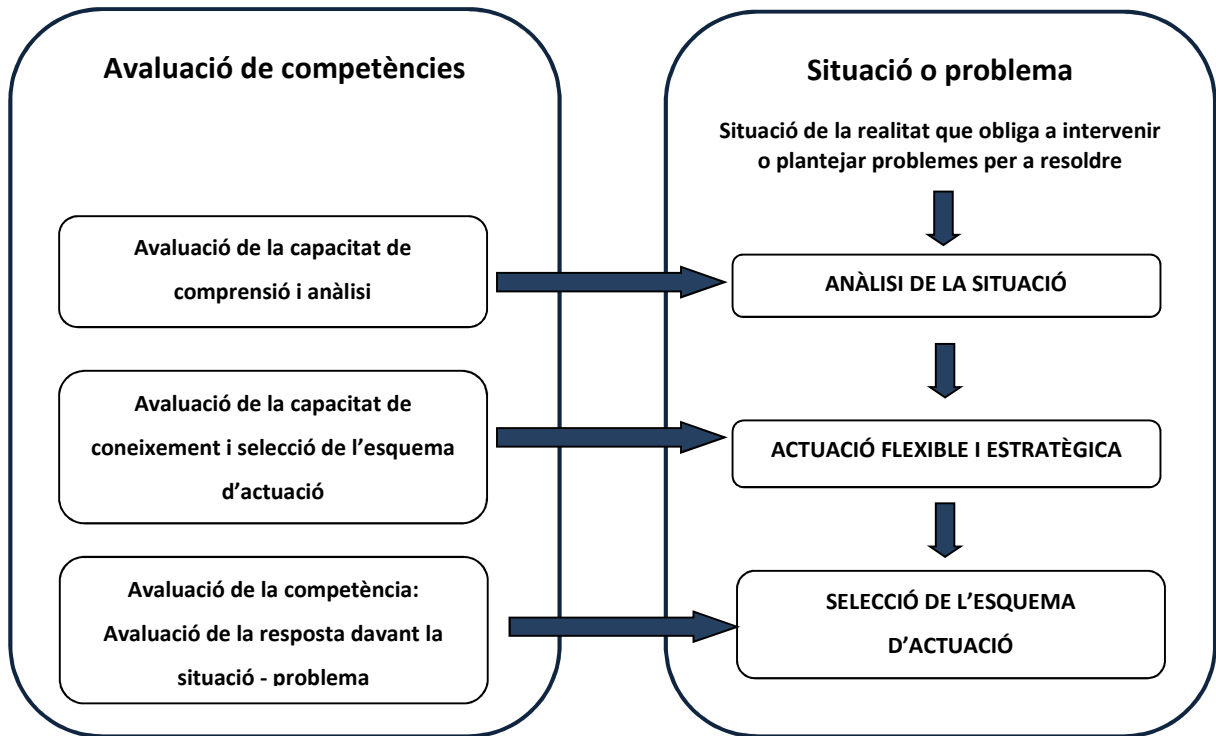 Avaluació de competències
Avaluació de la capacitat de
comprensió i anàlisi
Avaluació de la capacitat de
coneixement i selecció de l’esquema
d’actuació
Avaluació de la competència:
Avaluació de la resposta davant la
situació - problema
Situació o problema
Situació de la realitat que obliga a intervenir
o plantejar problemes per a resoldre
ANÀLISI DE LA SITUACIÓ
ACTUACIÓ FLEXIBLE I ESTRATÈGICA
SELECCIÓ DE L’ESQUEMA
D’ACTUACIÓ